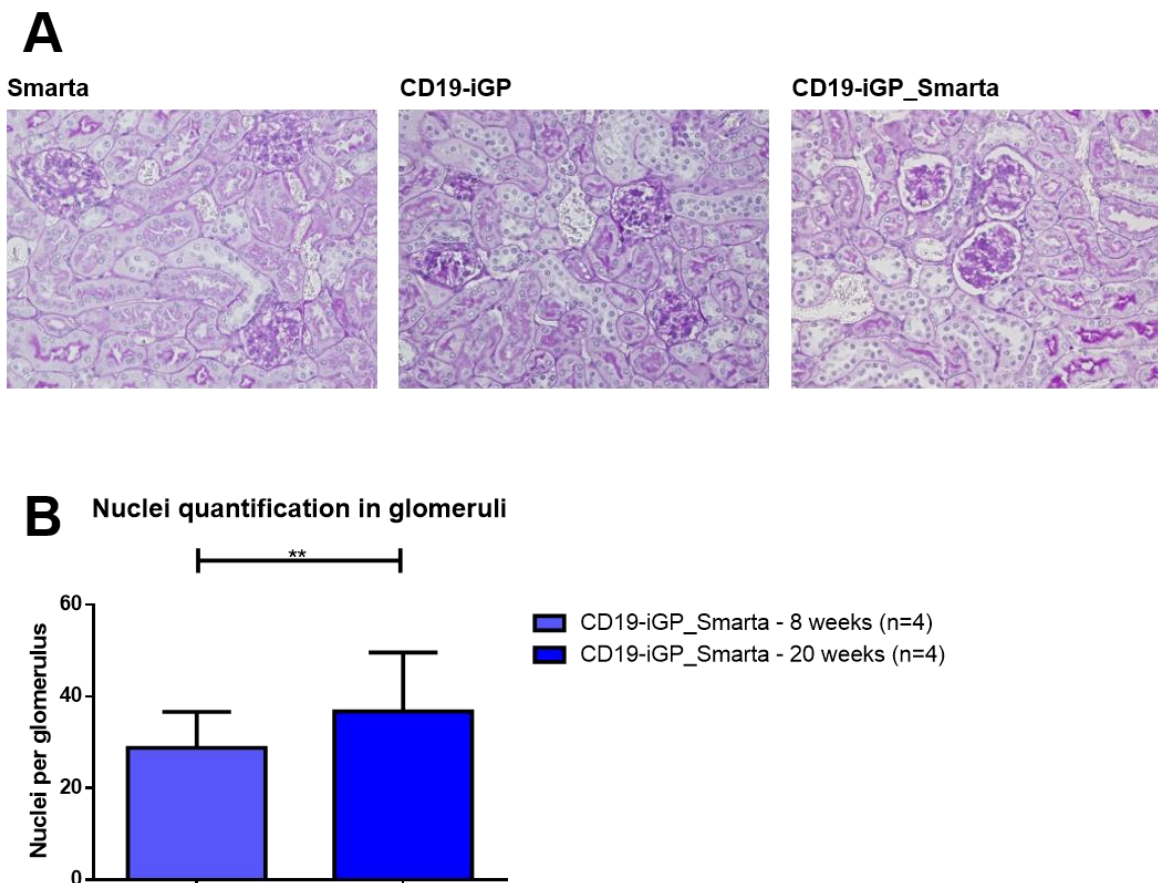 A
Smarta
CD19-iGP
CD19-iGP_Smarta
B
Nuclei quantification in glomeruli
**
Nuclei per glomerulus
60
40
20
0
CD19-iGP_Smarta - 8 weeks (n=4)
CD19-iGP_Smarta - 20 weeks (n=4)